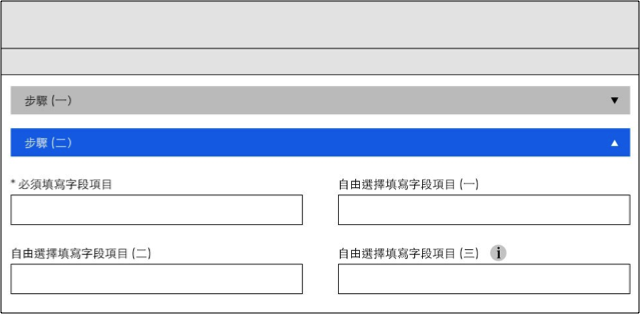 步驟 (一)
步驟 (二)
* 必須填寫字段項目
自由選擇填寫字段項目 (一)
自由選擇填寫字段項目 (二)
自由選擇填寫字段項目 (三) i